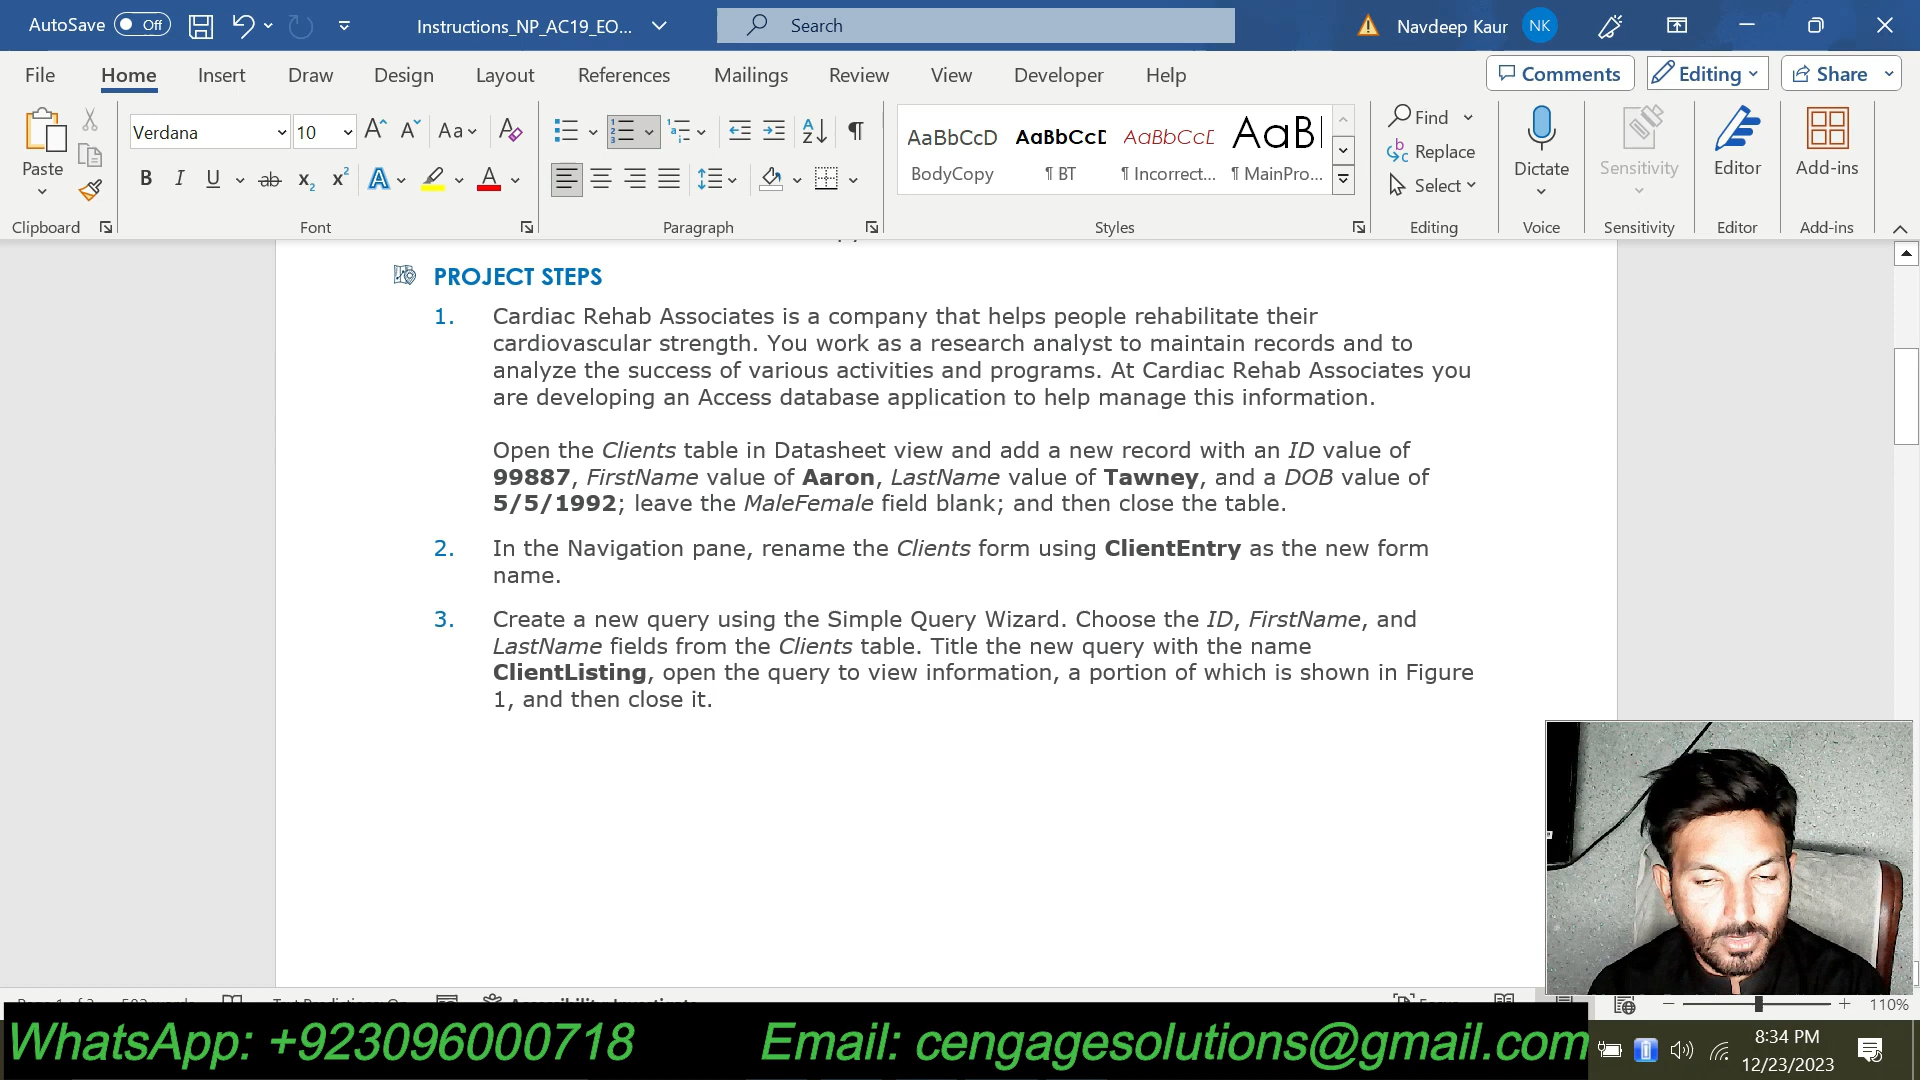 AutoSave Off Instructions_NP_AC19_EO... Search Navdeep Kaur NK
File Home Insert Draw Design Layout References Mailings Review View Developer Help Comments Editing Share
Verdana 10 Aa
Paste
B I U ab x₂ x² A A
AaBbCcD AaBbCcD AaBbCcD AaB
BodyCopy ¶ BT ¶ Incorrect... ¶ MainPro...
Find
Replace
Select
Dictate Sensitivity Editor Add-ins
Clipboard Font Paragraph Styles Editing Voice Sensitivity Editor Add-ins
PROJECT STEPS
1. Cardiac Rehab Associates is a company that helps people rehabilitate their
cardiovascular strength. You work as a research analyst to maintain records and to
analyze the success of various activities and programs. At Cardiac Rehab Associates you
are developing an Access database application to help manage this information.
Open the Clients table in Datasheet view and add a new record with an ID value of
99887, FirstName value of Aaron, LastName value of Tawney, and a DOB value of
5/5/1992; leave the MaleFemale field blank; and then close the table.
2. In the Navigation pane, rename the Clients form using ClientEntry as the new form
name.
3. Create a new query using the Simple Query Wizard. Choose the ID, FirstName, and
LastName fields from the Clients table. Title the new query with the name
ClientListing, open the query to view information, a portion of which is shown in Figure
1, and then close it.
110%
WhatsApp: +923096000718 Email: cengagesolutions@gmail.com
8:34 PM
12/23/2023